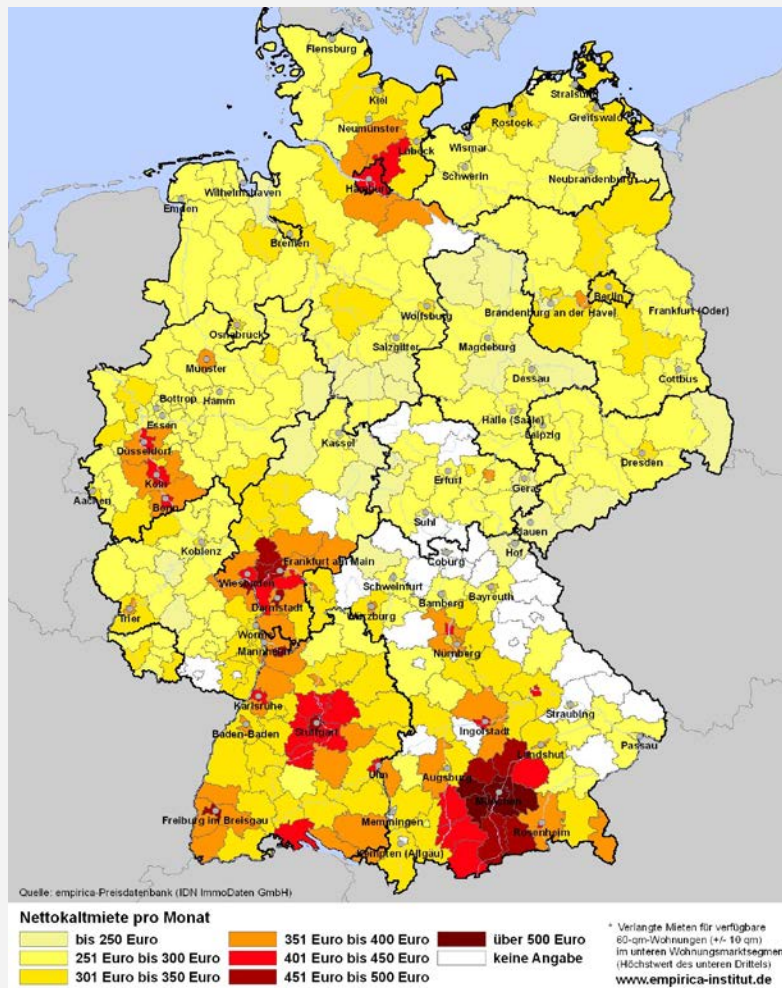 Flensburg
Kiel
Stralsund
Neumünster
Rostock
Greifswald
Lübeck
Wismar
Hamburg
Schwerin
Wilhelmshaven
Neubrandenburg
Emden
Bremen
Berlin
Wolfsburg
Brandenburg an der Havel
Frankfurt (Oder)
Osnabrück
Salzgitter
Magdeburg
Münster
Bottrop
Hamm
Dessau
Cottbus
Essen
Halle (Saale)
Leipzig
Düsseldorf
Kassel
Dresden
Köln
Erfurt
Gera
Aachen
Bonn
Suhl
Plauen
Koblenz
Hof
Frankfurt am Main
Coburg
Wiesbaden
Schweinfurt
Darmstadt
Bamberg
Bayreuth
Trier
Worms
Würzburg
Mannheim
Nürnberg
Karlsruhe
Straubing
Stuttgart
Ingolstadt
Baden-Baden
Passau
Landshut
Ulm
Augsburg
München
Freiburg im Breisgau
Memmingen
Rosenheim
Kempten (Allgäu)
Quelle: empirica-Preisdatenbank (IDN ImmoDaten GmbH)
Nettokaltmiete pro Monat
bis 250 Euro
251 Euro bis 300 Euro
301 Euro bis 350 Euro
351 Euro bis 400 Euro
401 Euro bis 450 Euro
451 Euro bis 500 Euro
über 500 Euro
keine Angabe
* Verlangte Mieten für verfügbare
60-qm-Wohnungen (+/- 10 qm)
im unteren Wohnungsmarktsegmen
(Höchstwert des unteren Drittels)
www.empirica-institut.de